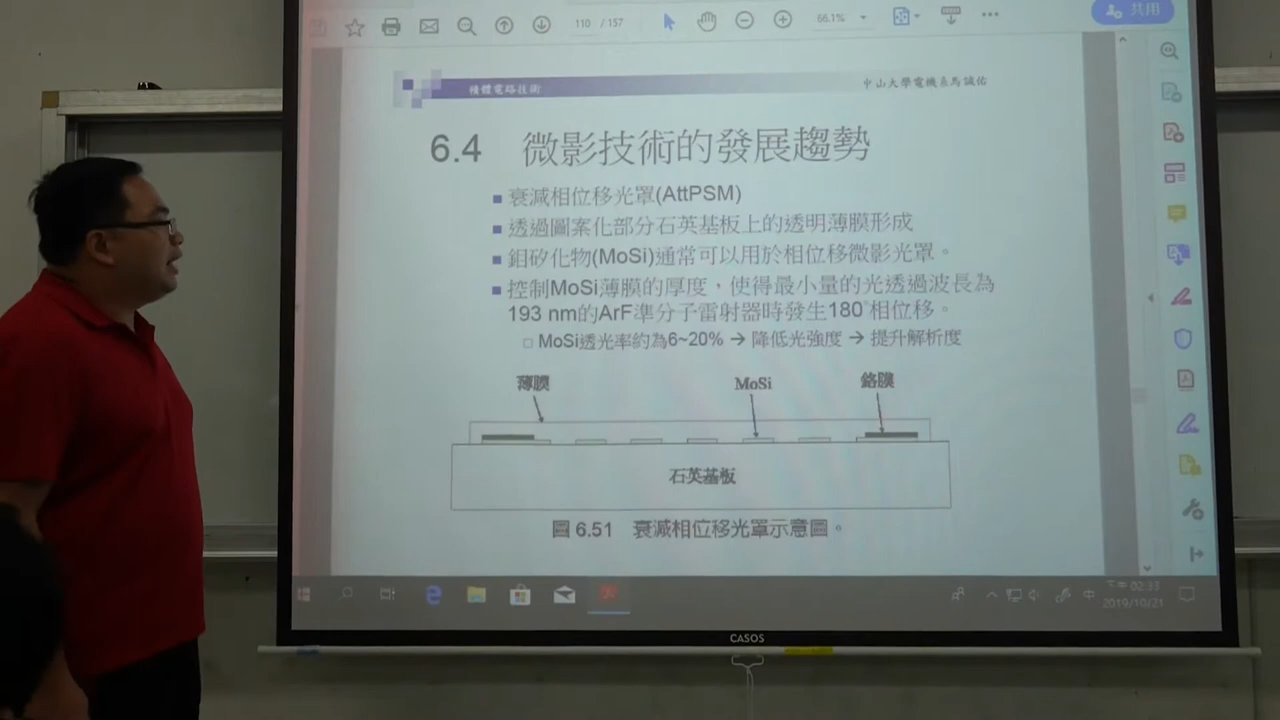 110 / 157
66.1%
共用
積體電路技術
中山大學電機系馬誠佑
6.4 微影技術的發展趨勢
衰減相位移光罩(AttPSM)
透過圖案化部分石英基板上的透明薄膜形成
鉬矽化物(MoSi)通常可以用於相位移微影光罩。
控制MoSi薄膜的厚度，使得最小量的光透過波長為
193 nm的ArF準分子雷射器時發生180°相位移。
MoSi透光率約為6~20% → 降低光強度 → 提升解析度
薄膜 MoSi 鉻膜
石英基板
圖 6.51 衰減相位移光罩示意圖。
中
下午 02:33
2019/10/21
CASOS